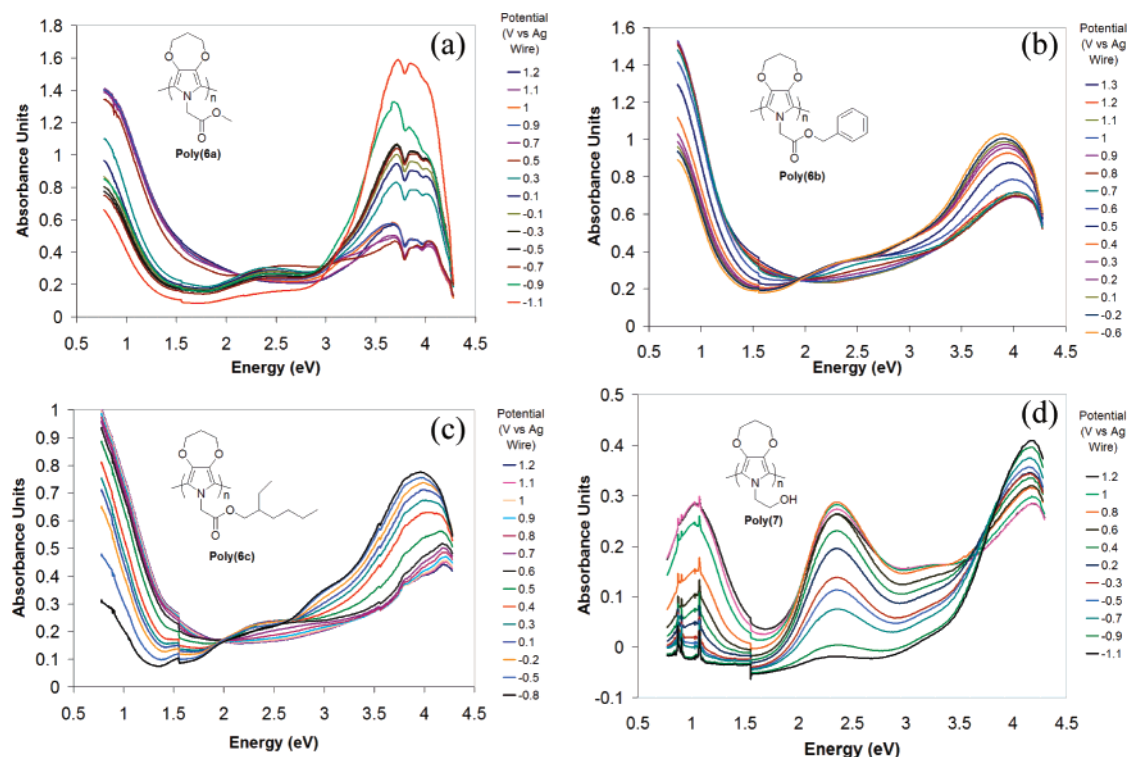 (a)
Absorbance Units
1.8
1.6
1.4
1.2
1
0.8
0.6
0.4
0.2
0
O
O
N
n
O
O
Poly(6a)
0.5
1
1.5
2
2.5
3
3.5
4
4.5
Energy (eV)
Potential
(V vs Ag
Wire)
1.2
1.1
1
0.9
0.7
0.5
0.3
0.1
-0.1
-0.3
-0.5
-0.7
-0.9
-1.1
(b)
Absorbance Units
1.6
1.4
1.2
1
0.8
0.6
0.4
0.2
0
O
O
N
n
O
O
Poly(6b)
0.5
1
1.5
2
2.5
3
3.5
4
4.5
Energy (eV)
Potential
(V vs Ag
Wire)
1.3
1.2
1.1
1
0.9
0.8
0.7
0.6
0.5
0.4
0.3
0.2
0.1
-0.2
-0.6
(c)
Absorbance Units
1
0.9
0.8
0.7
0.6
0.5
0.4
0.3
0.2
0.1
0
O
O
N
n
O
O
Poly(6c)
0.5
1
1.5
2
2.5
3
3.5
4
4.5
Energy (eV)
Potential
(V vs Ag
Wire)
1.2
1.1
1
0.9
0.8
0.7
0.6
0.5
0.4
0.1
-0.2
-0.5
-0.8
(d)
Absorbance Units
0.5
0.4
0.3
0.2
0.1
0
-0.1
O
O
N
n
OH
Poly(7)
0.5
1
1.5
2
2.5
3
3.5
4
4.5
Energy (eV)
Potential
(V vs Ag
Wire)
1.2
1
0.8
0.6
0.4
0.2
-0.3
-0.5
-0.7
-0.9
-1.1